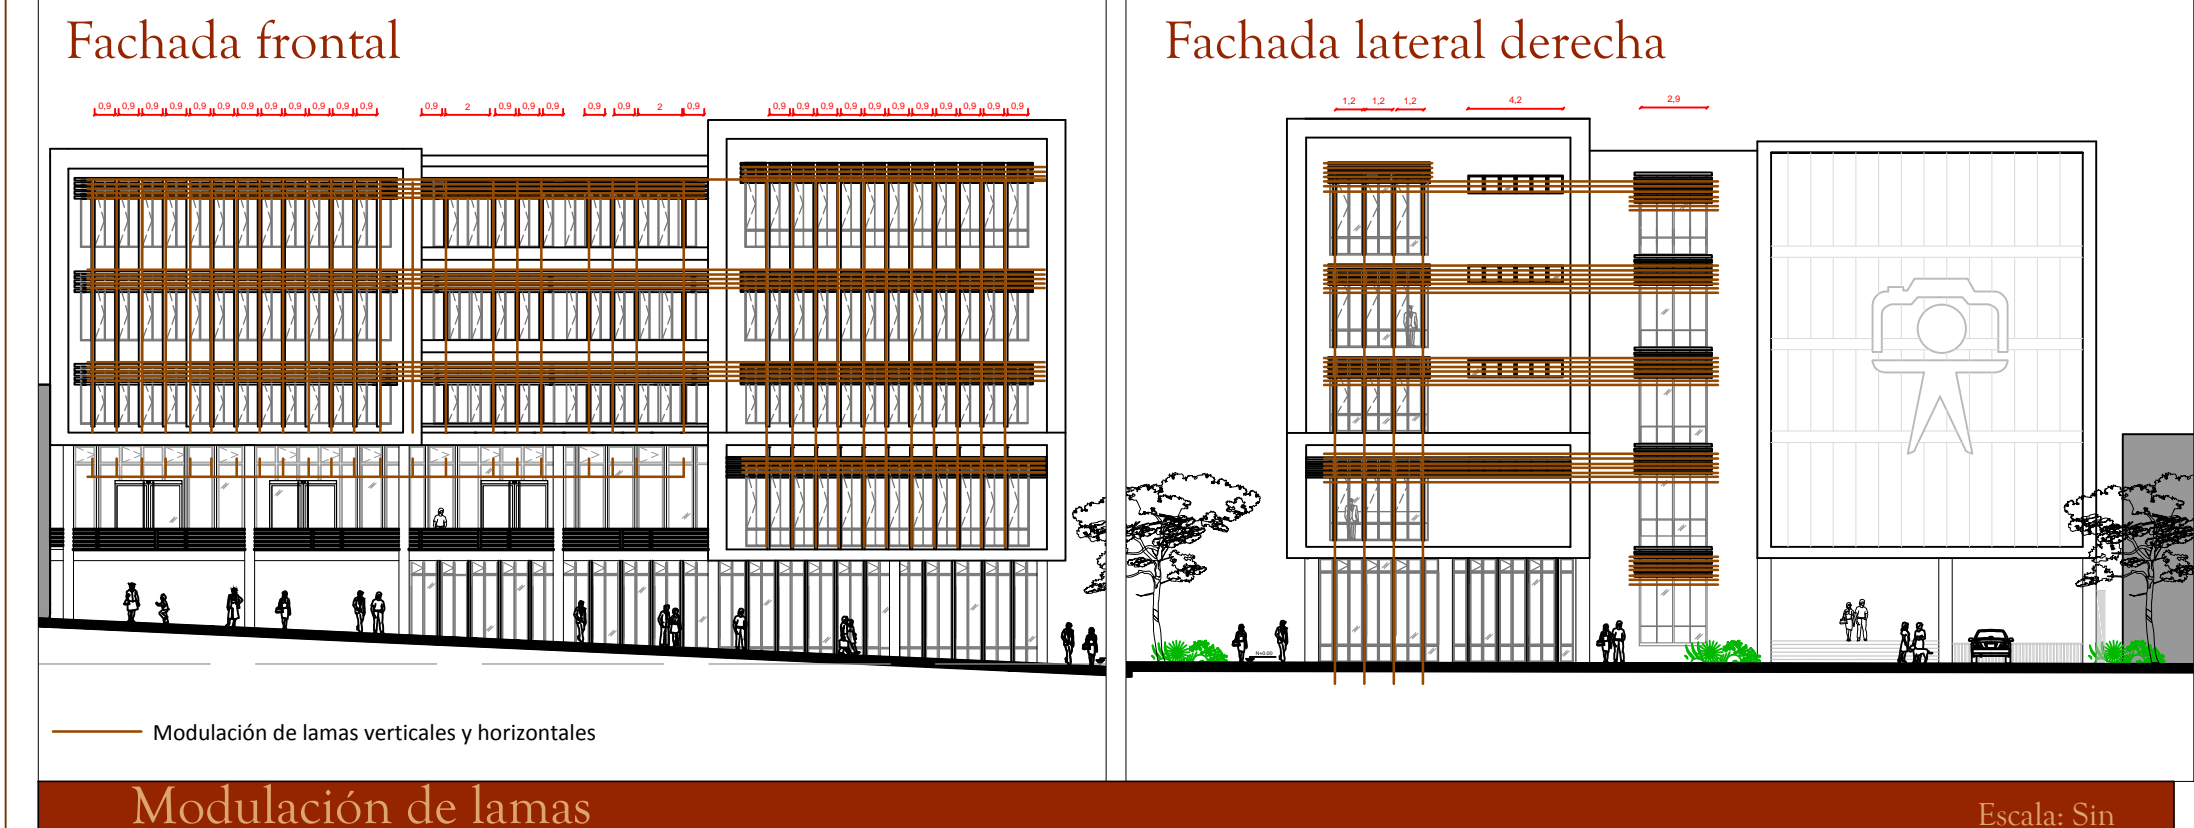 Fachada frontal
0,9 0,9 0,9 0,9 0,9 0,9 0,9 0,9 0,9 0,9 0,9 0,9 0,9 2 0,9 0,9 0,9 0,9 0,9 2 0,9 0,9 0,9 0,9 0,9 0,9 0,9 0,9 0,9 0,9 0,9 0,9
Modulación de lamas verticales y horizontales
Fachada lateral derecha
1,2 1,2 1,2 4,2 2,9
N+0.00
Modulación de lamas
Escala: Sin